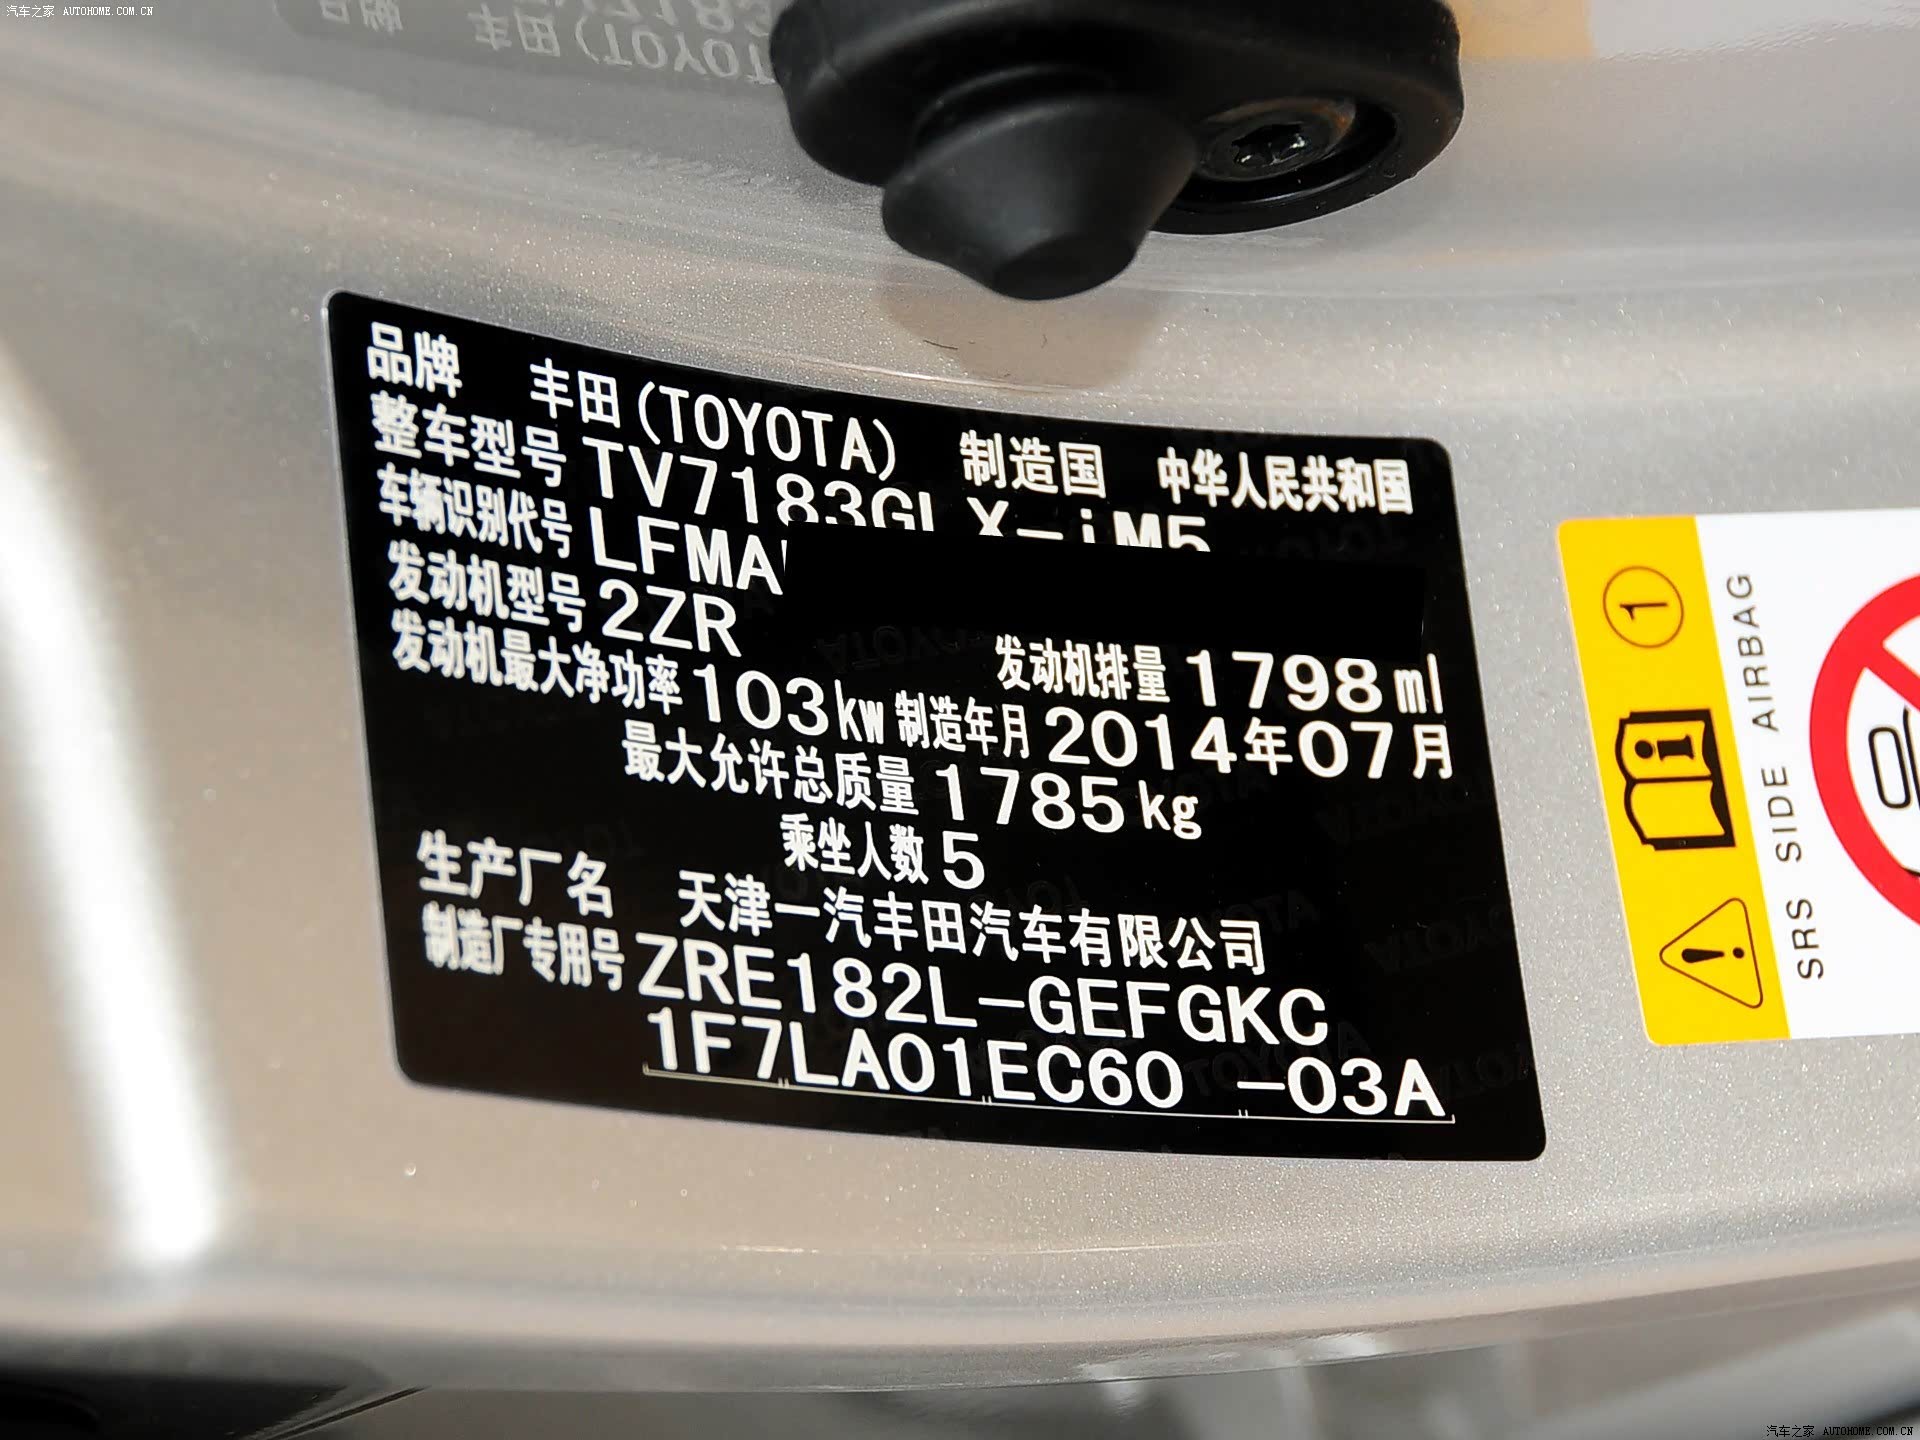 汽车之家 AUTOHOME.COM.CN
品牌 丰田(TOYOTA) 制造国 中华人民共和国
整车型号 TV7183GLX-iM5
车辆识别代号 LFMA
发动机型号 2ZR 发动机排量 1798 ml
发动机最大净功率 103kw 制造年月 2014年07月
最大允许总质量 1785 kg
乘坐人数 5
生产厂名 天津一汽丰田汽车有限公司
制造厂专用号 ZRE182L-GEFGKC
1F7LA01EC60 -03A
1
SRS SIDE AIRBAG
汽车之家 AUTOHOME.COM.CN